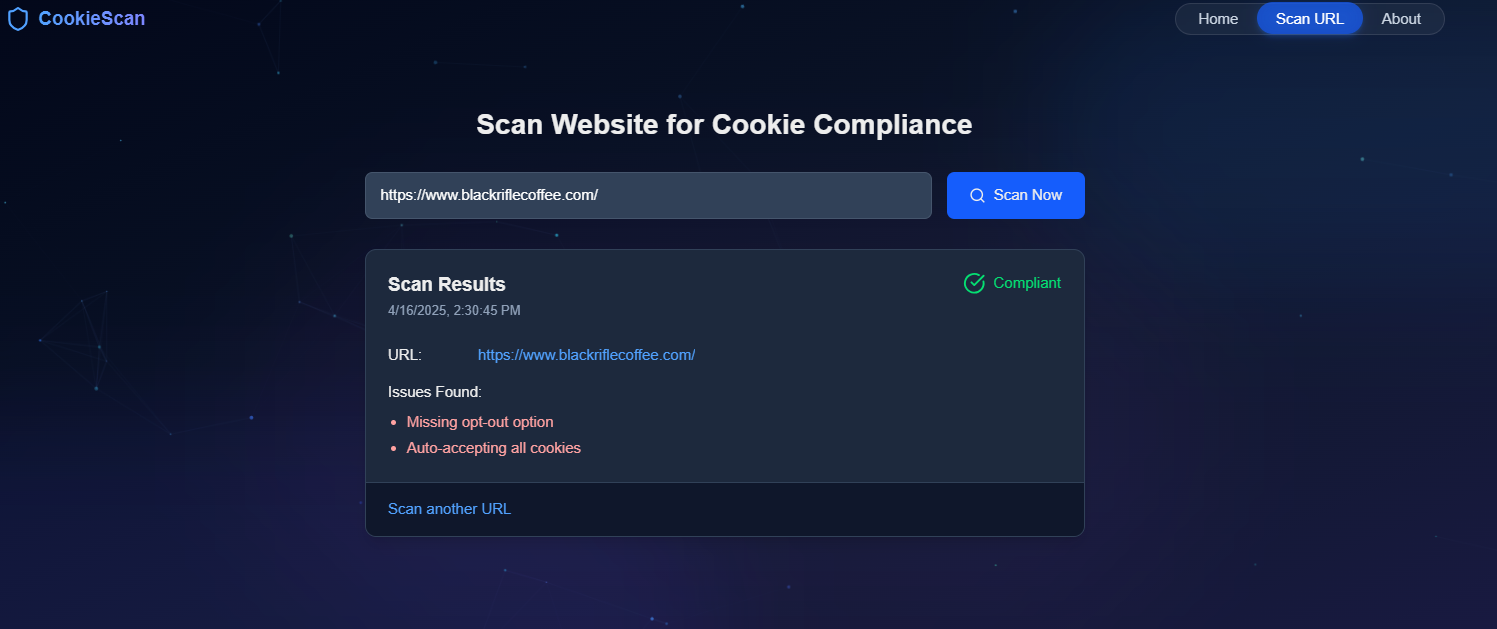 CookieScan
Home Scan URL About
Scan Website for Cookie Compliance
https://www.blackriflecoffee.com/ Scan Now
Scan Results Compliant
4/16/2025, 2:30:45 PM
URL: https://www.blackriflecoffee.com/
Issues Found:
• Missing opt-out option
• Auto-accepting all cookies
Scan another URL